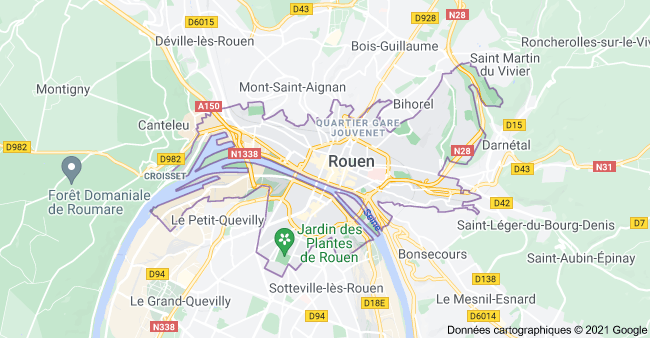 D43
D6015
D928
N28
Déville-lès-Rouen
Bois-Guillaume
Roncherolles-sur-le-Vivier
Saint Martin
du Vivier
Montigny
Mont-Saint-Aignan
A150
Bihorel
Canteleu
QUARTIER GARE
JOUVENET
D15
D982
D982
N1338
Rouen
N28
Darnétal
D43
N31
CROISSET
Forêt Domaniale
de Roumare
D42
Le Petit-Quevilly
Seine
Saint-Léger-du-Bourg-Denis
D7
Jardin des
Plantes
de Rouen
Bonsecours
Saint-Aubin-Épinay
D94
D138
Sotteville-lès-Rouen
Le Grand-Quevilly
D18E
Le Mesnil-Esnard
D94
D6014
N338
Données cartographiques © 2021 Google